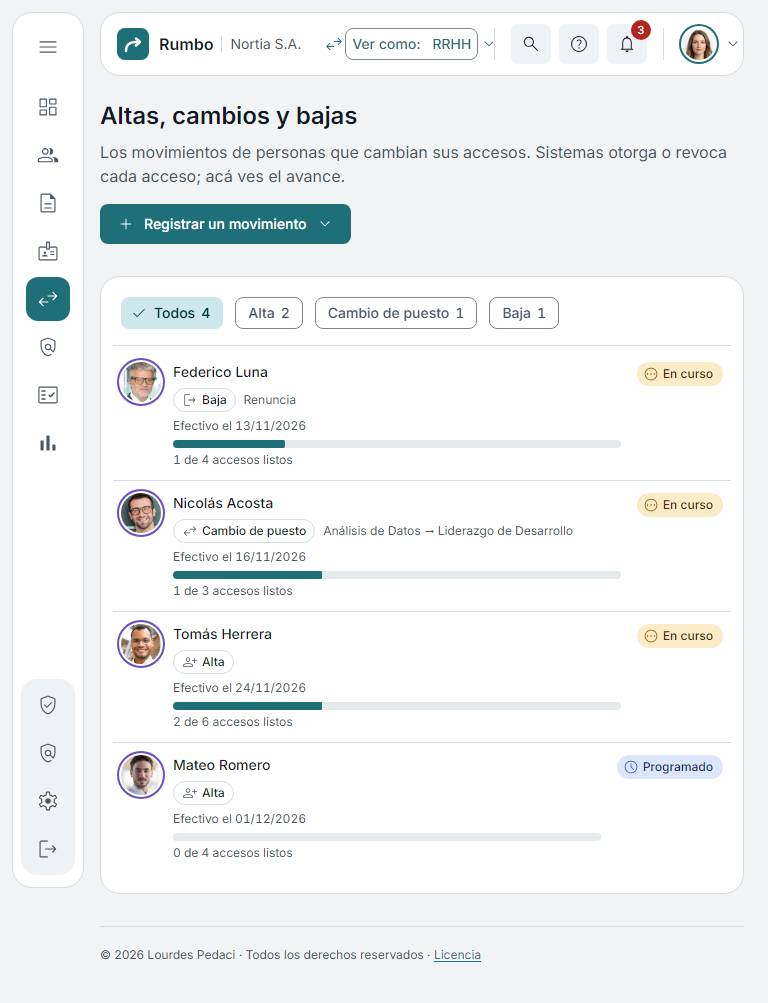 Rumbo Nortia S.A. Ver como: RRHH 3
Altas, cambios y bajas
Los movimientos de personas que cambian sus accesos. Sistemas otorga o revoca
cada acceso; acá ves el avance.
Registrar un movimiento
Todos 4 Alta 2 Cambio de puesto 1 Baja 1
Federico Luna En curso
Baja Renuncia
Efectivo el 13/11/2026
1 de 4 accesos listos
Nicolás Acosta En curso
Cambio de puesto Análisis de Datos → Liderazgo de Desarrollo
Efectivo el 16/11/2026
1 de 3 accesos listos
Tomás Herrera En curso
Alta
Efectivo el 24/11/2026
2 de 6 accesos listos
Mateo Romero Programado
Alta
Efectivo el 01/12/2026
0 de 4 accesos listos
© 2026 Lourdes Pedaci · Todos los derechos reservados · Licencia